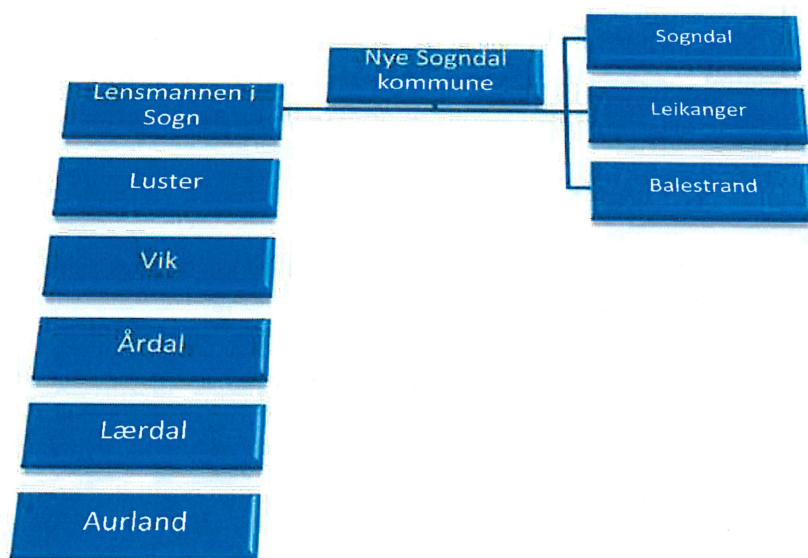 Nye Sogndal
kommune
Lensmannen i
Sogn
Luster
Vik
Årdal
Lærdal
Aurland
Sogndal
Leikanger
Balestrand